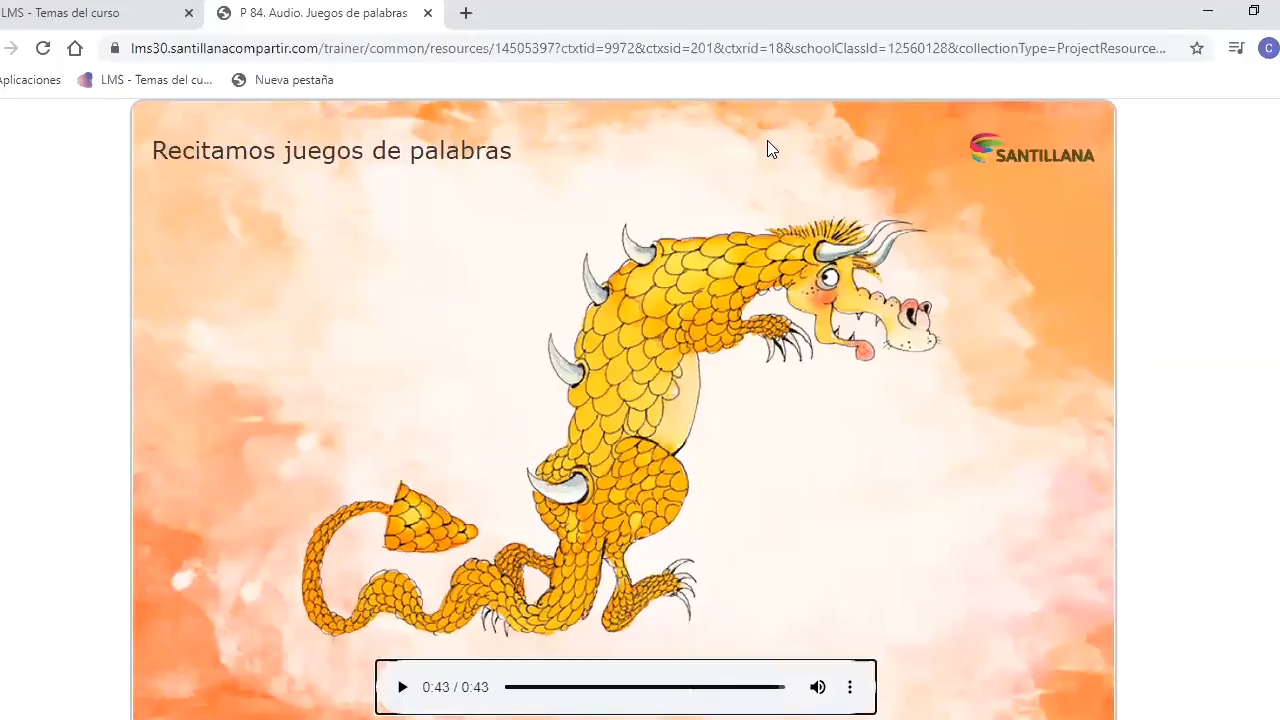 LMS - Temas del curso
P 84. Audio. Juegos de palabras
lms30.santillanacompartir.com/trainer/common/resources/14505397?ctxtid=9972&ctxsid=201&ctxrid=18&schoolClassId=12560128&collectionType=ProjectResource...
C
plicaciones
LMS - Temas del cu...
Nueva pestaña
Recitamos juegos de palabras
SANTILLANA
0:43 / 0:43